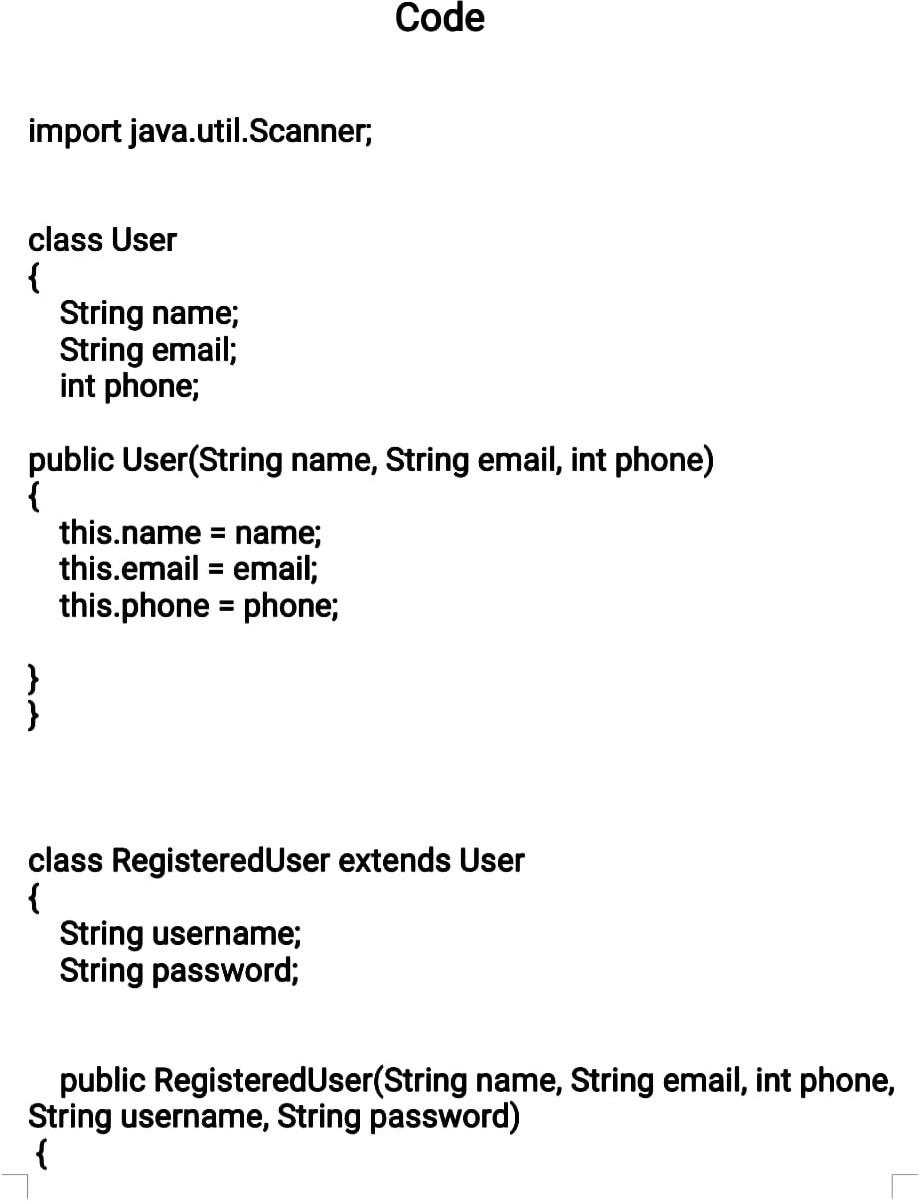 Code
import java.util.Scanner;
class User
{
String name;
String email;
int phone;
public User(String name, String email, int phone)
{
this.name = name;
this.email = email;
this.phone = phone;
}
}
class RegisteredUser extends User
{
String username;
String password;
public RegisteredUser(String name, String email, int phone,
String username, String password)
{